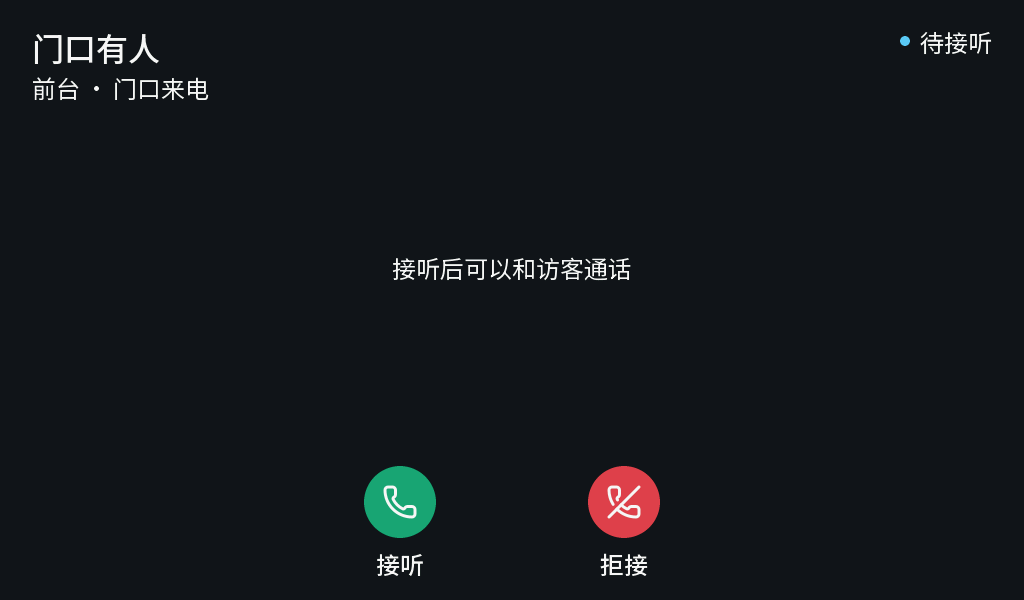 门口有人
待接听
前台 · 门口来电
接听后可以和访客通话
接听
拒接